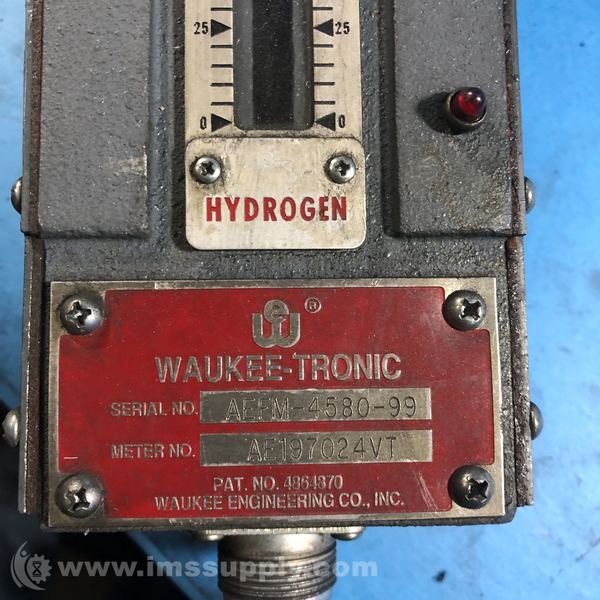 25 25
0 0
HYDROGEN
®
WAUKEE-TRONIC
SERIAL NO. AEFM-4580-99
METER NO. AE197024VT
PAT. NO. 4864870
WAUKEE ENGINEERING CO., INC.
www.imssupply.com